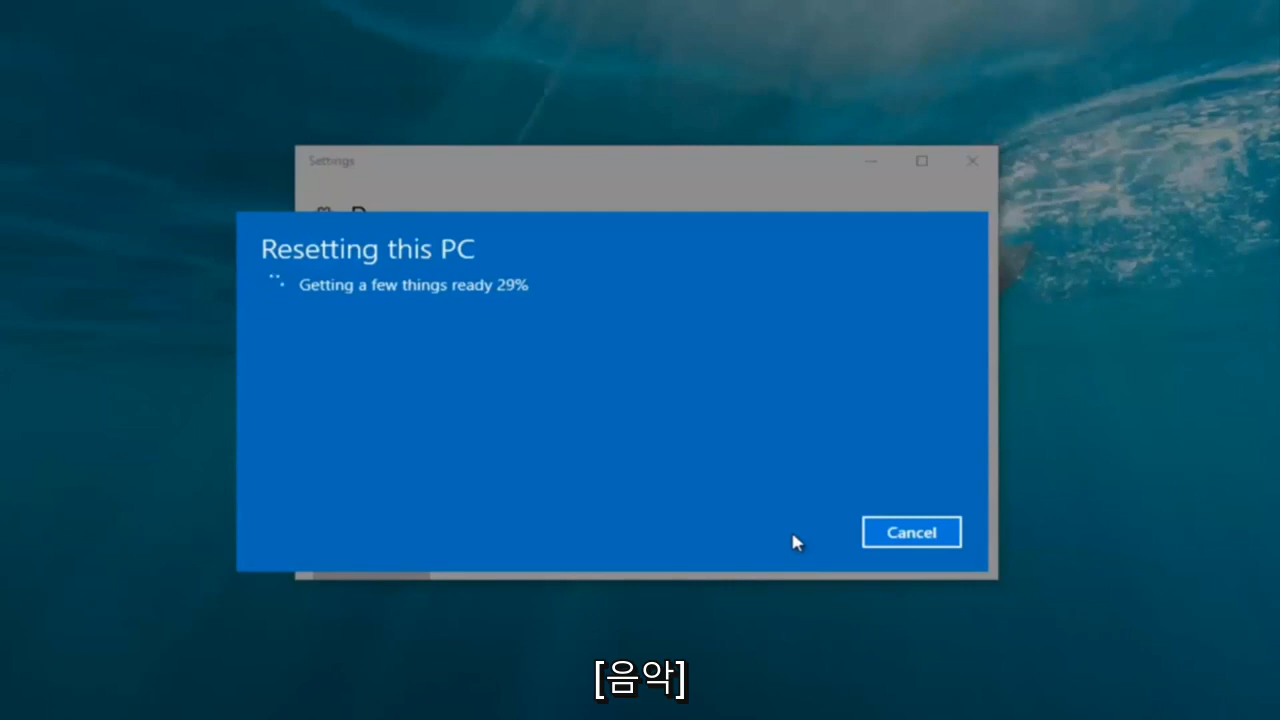 Settings
Resetting this PC
Getting a few things ready 29%
Cancel
[음악]